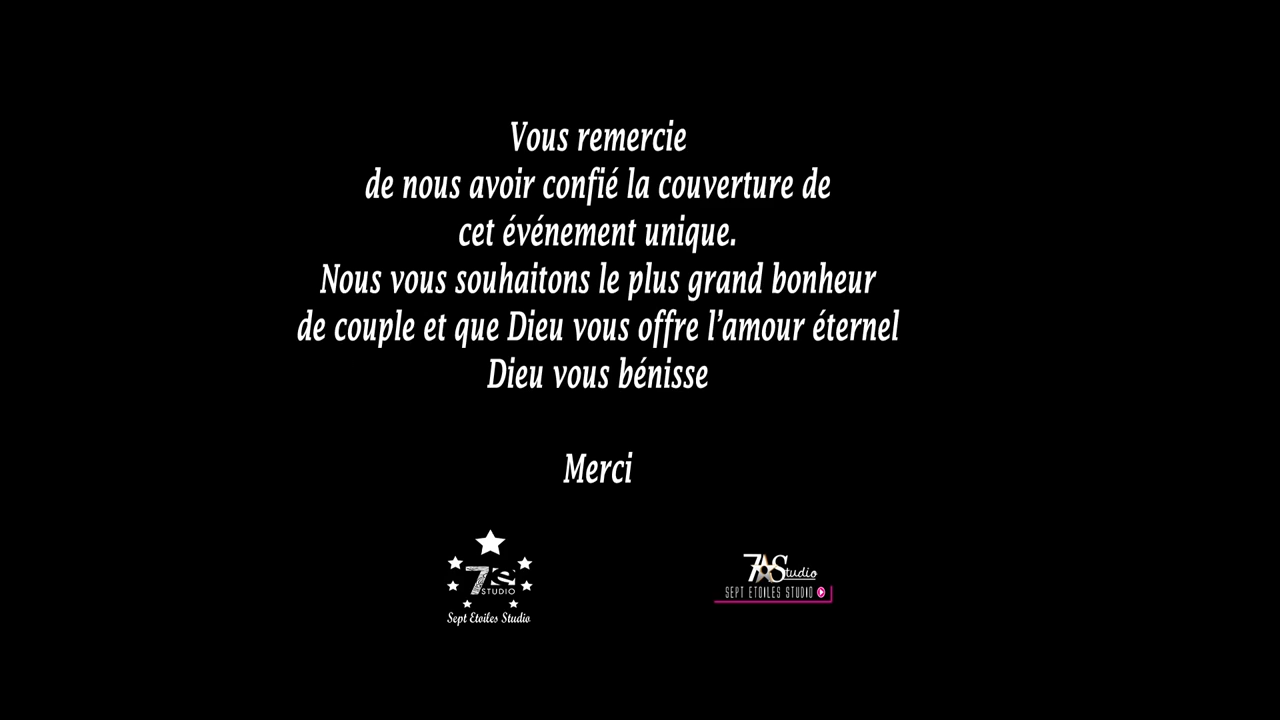 Vous remercie
de nous avoir confié la couverture de
cet événement unique.
Nous vous souhaitons le plus grand bonheur
de couple et que Dieu vous offre l’amour éternel
Dieu vous bénisse
Merci
7e
STUDIO
Sept Etoiles Studio
7 Studio
SEPT ETOILES STUDIO